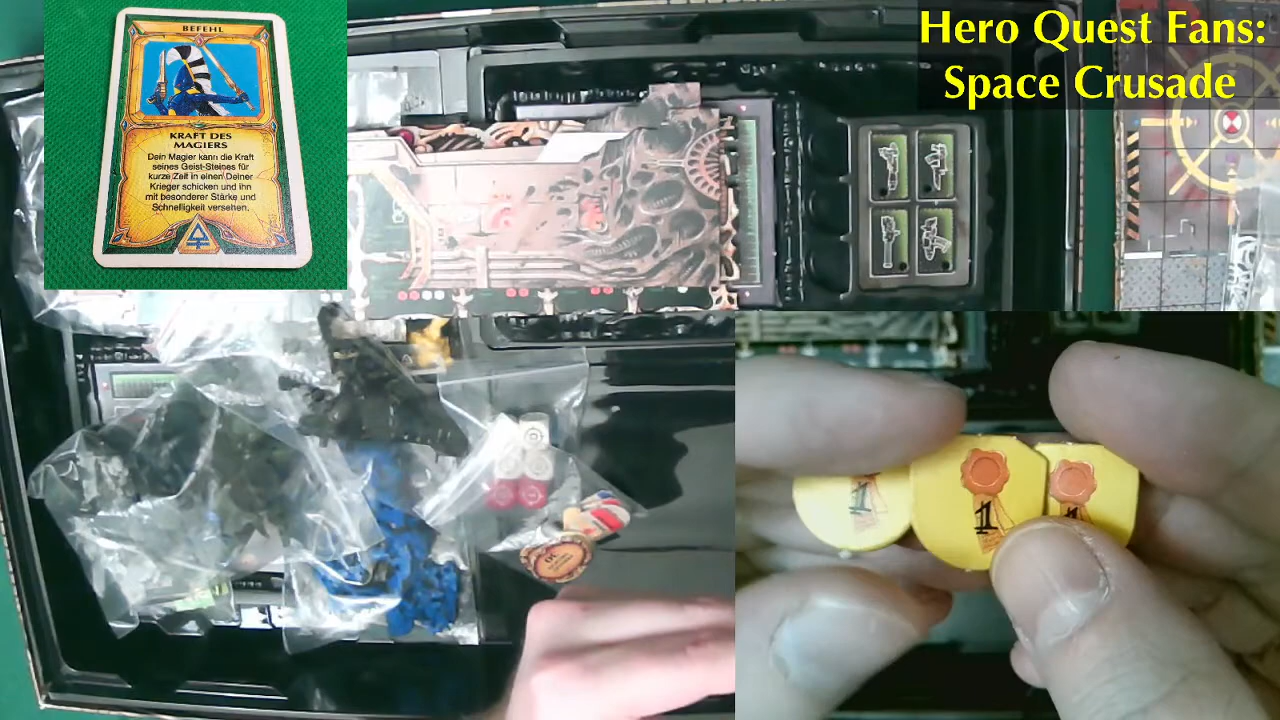 Hero Quest Fans:
Space Crusade
BEFEHL
KRAFT DES
MAGIERS
Dein Magier kann die Kraft
seines Geist-Steines für
kurze Zeit in einen Deiner
Krieger schicken und ihn
mit besonderer Stärke und
Schnelligkeit versehen.
1
1
1